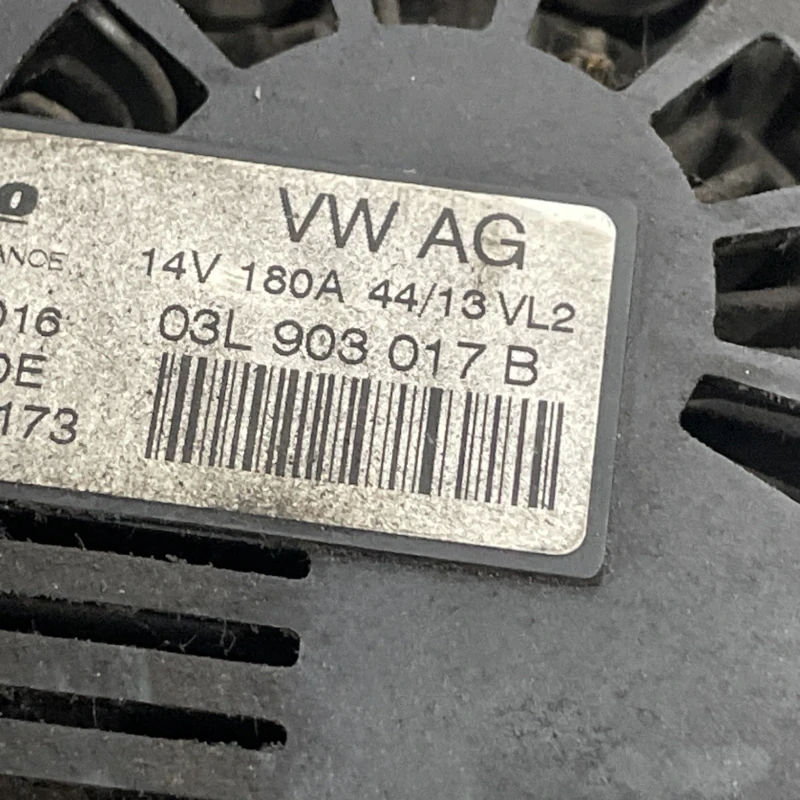 o
VW AG
ANCE 14V 180A 44/13 VL2
016 03L 903 017 B
DE
173